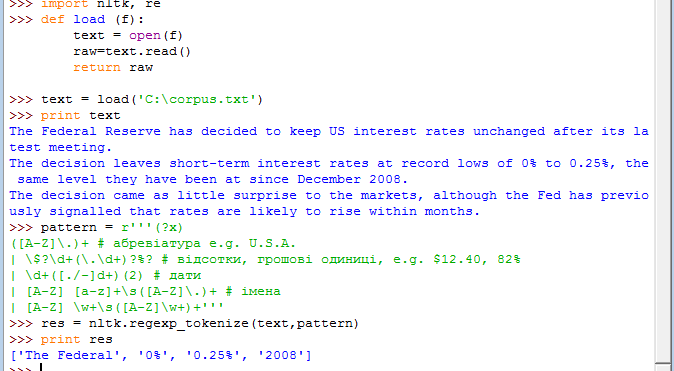 >>> import nltk, re
>>> def load (f):
        text = open(f)
        raw=text.read()
        return raw

>>> text = load('C:\corpus.txt')
>>> print text
The Federal Reserve has decided to keep US interest rates unchanged after its la
test meeting.
The decision leaves short-term interest rates at record lows of 0% to 0.25%, the
 same level they have been at since December 2008.
The decision came as little surprise to the markets, although the Fed has previo
usly signalled that rates are likely to rise within months.
>>> pattern = r'''(?x)
([A-Z]\.)+ # абревіатура e.g. U.S.A.
| \$?\d+(\.\d+)?%? # відсотки, грошові одиниці, e.g. $12.40, 82%
| \d+([./-]d+)(2) # дати
| [A-Z] [a-z]+\s([A-Z]\.)+ # імена
| [A-Z] \w+\s([A-Z]\w+)+'''
>>> res = nltk.regexp_tokenize(text,pattern)
>>> print res
['The Federal', '0%', '0.25%', '2008']
>>>